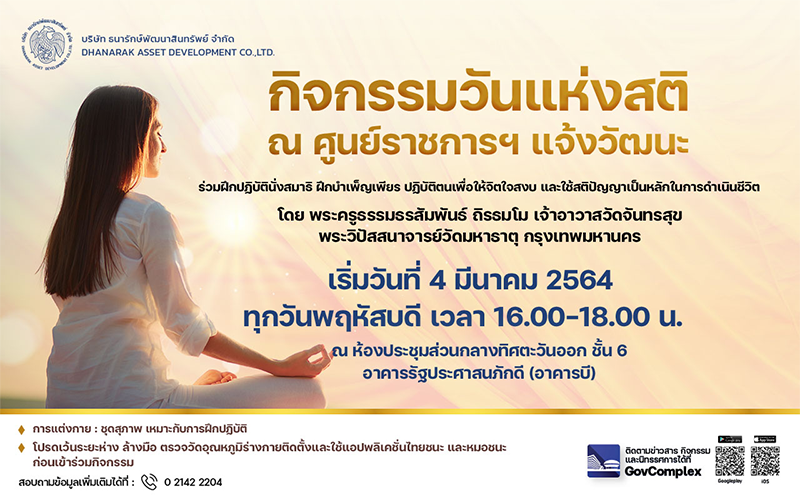 บริษัท ธนารักษ์พัฒนาสินทรัพย์ จำกัด
DHANARAK ASSET DEVELOPMENT CO.,LTD.
กิจกรรมวันแห่งสติ
ณ ศูนย์ราชการฯ แจ้งวัฒนะ
ร่วมฝึกปฏิบัตินั่งสมาธิ ฝึกบำเพ็ญเพียร ปฏิบัติตนเพื่อให้จิตใจสงบ และใช้สติปัญญาเป็นหลักในการดำเนินชีวิต
โดย พระครูธรรมธรสัมพันธ์ ถิรธมฺโม เจ้าอาวาสวัดจันทรสุข
พระวิปัสสนาจารย์วัดมหาธาตุ กรุงเทพมหานคร
เริ่มวันที่ 4 มีนาคม 2564
ทุกวันพฤหัสบดี เวลา 16.00-18.00 น.
ณ ห้องประชุมส่วนกลางทิศตะวันออก ชั้น 6
อาคารรัฐประศาสนภักดี (อาคารบี)
การแต่งกาย : ชุดสุภาพ เหมาะกับการฝึกปฏิบัติ
โปรดเว้นระยะห่าง ล้างมือ ตรวจวัดอุณหภูมิร่างกายติดตั้งและใช้แอปพลิเคชั่นไทยชนะ และหมอชนะ
ก่อนเข้าร่วมกิจกรรม
สอบถามข้อมูลเพิ่มเติมได้ที่ : 0 2142 2204
ติดตามข่าวสาร กิจกรรม
และนิทรรศการได้ที่
GovComplex
Googleplay
iOS